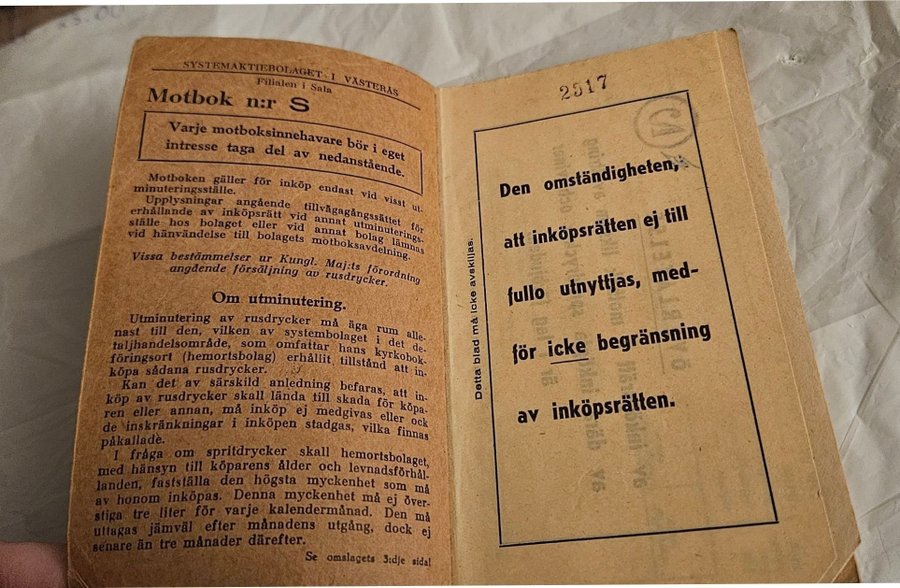 SYSTEMAKTIEBOLAGET I VÄSTERÅS
Filialen i Sala
Motbok n:r S
Varje motboksinnehavare bör i eget
intresse taga del av nedanstående.
Motboken gäller för inköp endast vid visst ut-
minuteringsställe.
Upplysningar angående tillvägagångssättet för
erhållande av inköpsrätt vid annat utminuterings-
ställe hos bolaget eller vid annat bolag lämnas
vid hänvändelse till bolagets motboksavdelning.
Vissa bestämmelser ur Kungl. Maj:ts förordning
angående försäljning av rusdrycker.
Om utminutering.
Utminutering av rusdrycker må äga rum alle-
nast till den, vilken av systembolaget i det de-
taljhandelsområde, som omfattar hans kyrkobok-
föringsort (hemortsbolag) erhållit tillstånd att in-
köpa sådana rusdrycker.
Kan det av särskild anledning befaras, att in-
köp av rusdrycker skall lända till skada för köpa-
ren eller annan, må inköp ej medgivas eller ock
de inskränkningar i inköpen stadgas, vilka finnas
påkallade.
I fråga om spritdrycker skall hemortsbolaget,
med hänsyn till köparens ålder och levnadsförhål-
landen, fastställa den högsta myckenhet som må
av honom inköpas. Denna myckenhet må ej över-
stiga tre liter för varje kalendermånad. Den må
uttagas jämväl efter månadens utgång, dock ej
senare än tre månader därefter.
Se omslagets 3:dje sida!
Detta blad må icke avskiljas.
2517
Den omständigheten,
att inköpsrätten ej till
fullo utnyttjas, med-
för icke begränsning
av inköpsrätten.